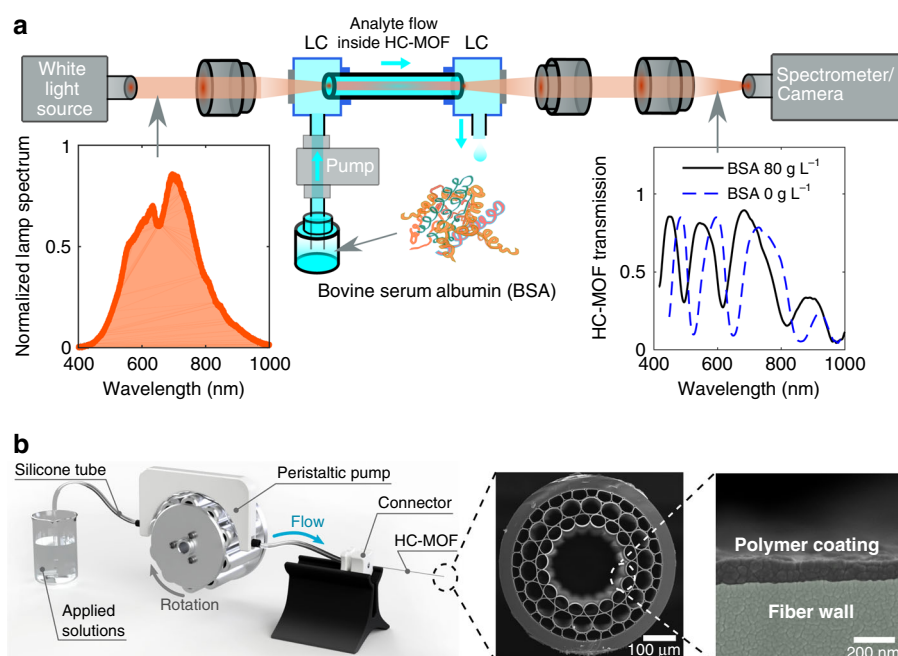 a
Analyte flow
inside HC-MOF
LC
LC
White
light
source
Spectrometer/
Camera
Pump
Bovine serum albumin (BSA)
Normalized lamp spectrum
1
0.5
0
400
600
800
1000
Wavelength (nm)
HC-MOF transmission
BSA 80 g L⁻¹
BSA 0 g L⁻¹
1
0.5
0
400
600
800
1000
Wavelength (nm)
b
Silicone tube
Peristaltic pump
Flow
Connector
HC-MOF
Rotation
Applied
solutions
100 µm
Polymer coating
Fiber wall
200 nm